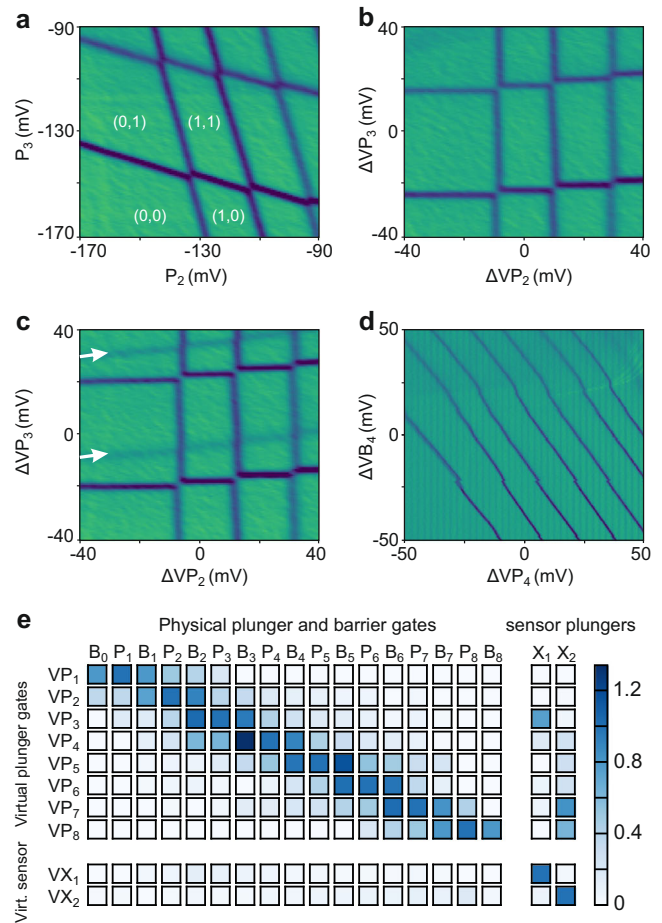 a
-90
-130
-170
P3 (mV)
(0,1)
(1,1)
(0,0)
(1,0)
-170
-130
-90
P2 (mV)
b
40
0
-40
ΔVP3 (mV)
-40
0
40
ΔVP2 (mV)
c
40
0
-40
ΔVP3 (mV)
-40
0
40
ΔVP2 (mV)
d
50
0
-50
ΔVB4 (mV)
-50
0
50
ΔVP4 (mV)
e
Physical plunger and barrier gates
sensor plungers
B0 P1 B1 P2 B2 P3 B3 P4 B4 P5 B5 P6 B6 P7 B7 P8 B8
X1 X2
Virtual plunger gates
VP1
VP2
VP3
VP4
VP5
VP6
VP7
VP8
Virt. sensor
VX1
VX2
1.2
0.8
0.4
0